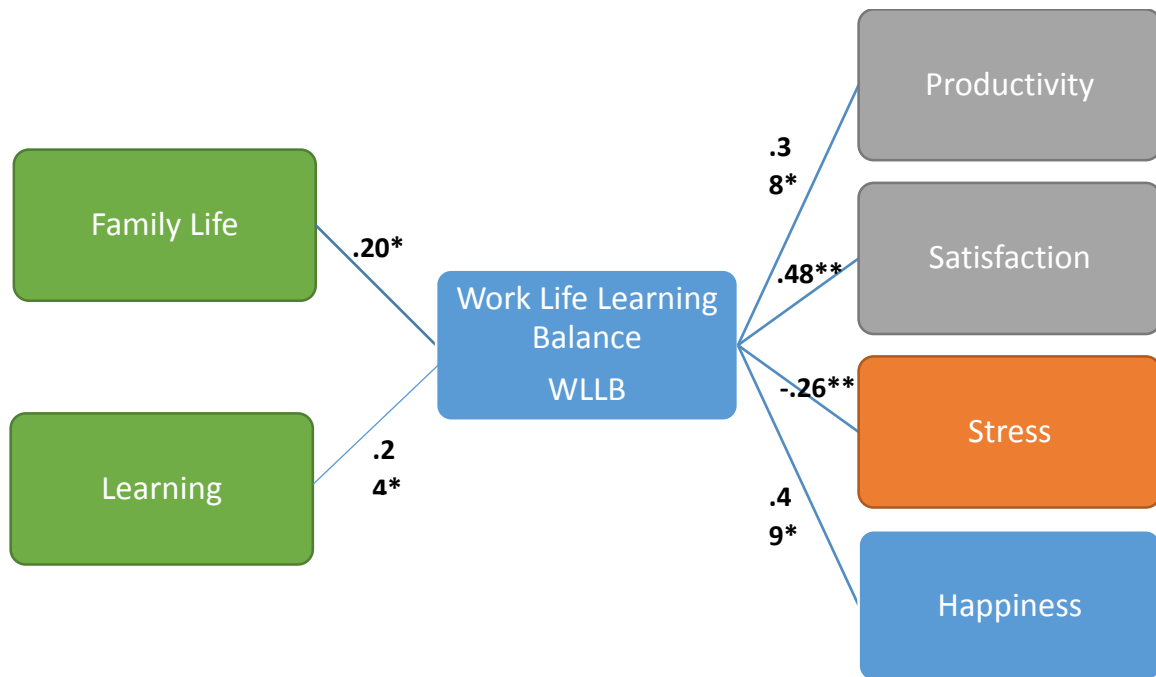 Family Life
Learning
.20*
.2
4*
Work Life Learning
Balance
WLLB
.3
8*
.48**
-.26**
.4
9*
Productivity
Satisfaction
Stress
Happiness